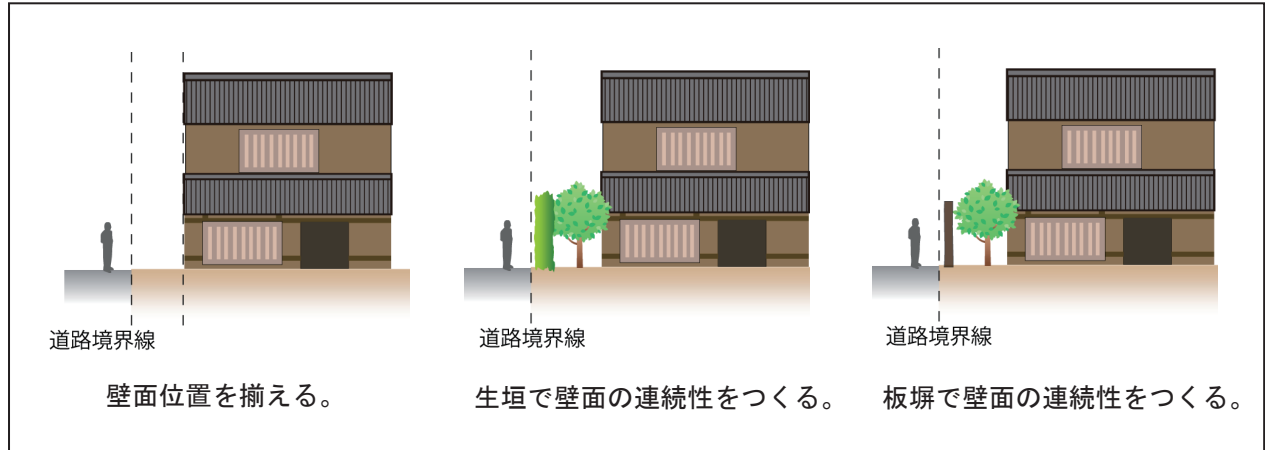 道路境界線
道路境界線
道路境界線
壁面位置を揃える。
生垣で壁面の連続性をつくる。
板塀で壁面の連続性をつくる。